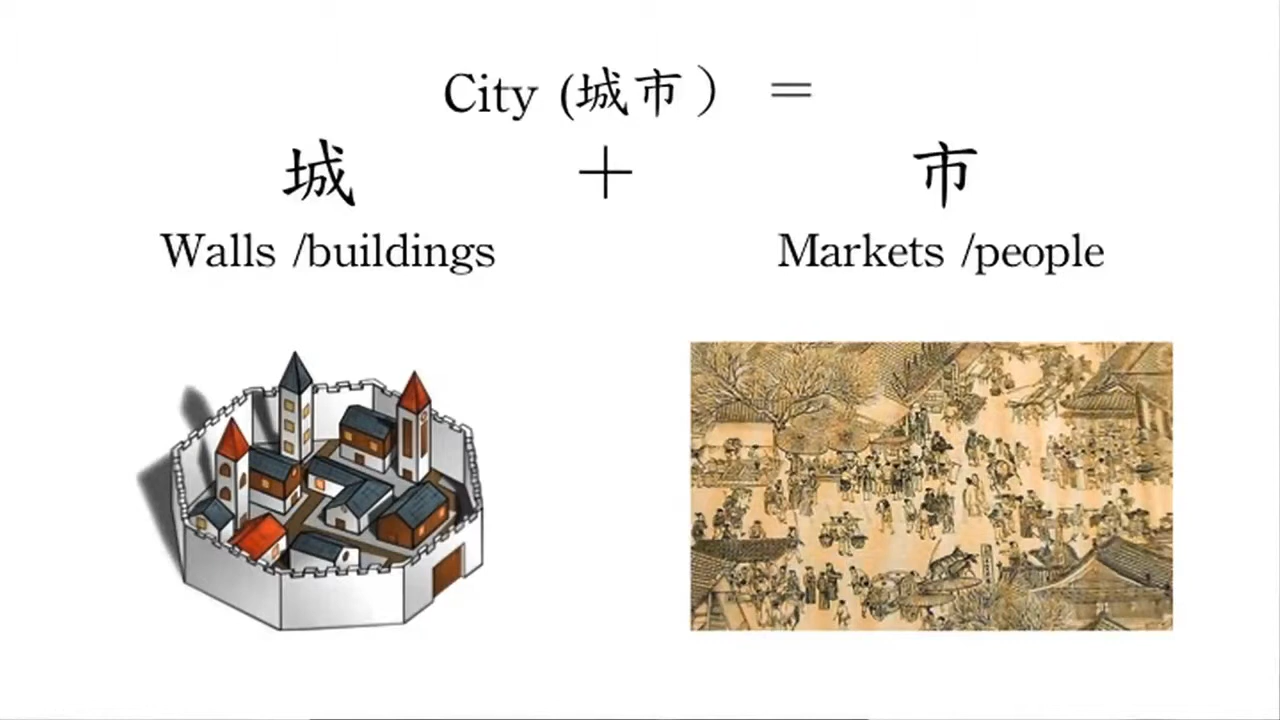 City (城市） =
城 + 市
Walls /buildings Markets /people